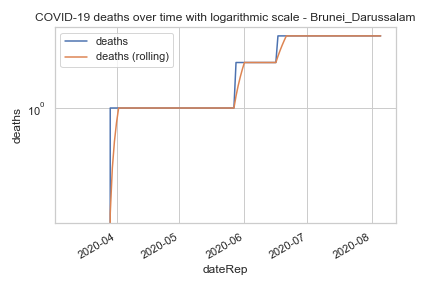 COVID-19 deaths over time with logarithmic scale - Brunei_Darussalam
deaths
deaths (rolling)
10⁰
deaths
2020-04
2020-05
2020-06
2020-07
2020-08
dateRep